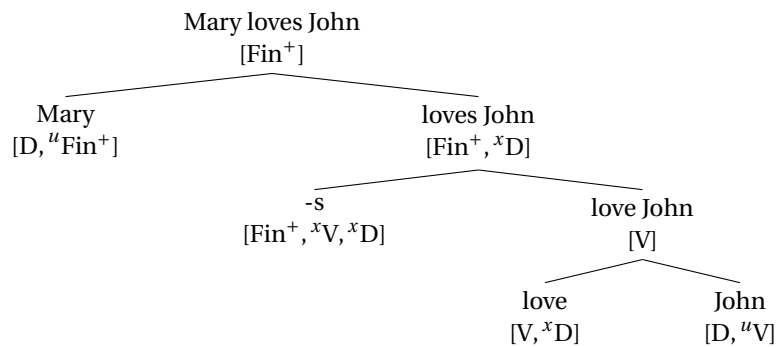 Mary loves John
[Fin⁺]
Mary
[D, ᵘFin⁺]
loves John
[Fin⁺, ˣD]
-s
[Fin⁺, ˣV, ˣD]
love John
[V]
love
[V, ˣD]
John
[D, ᵘV]